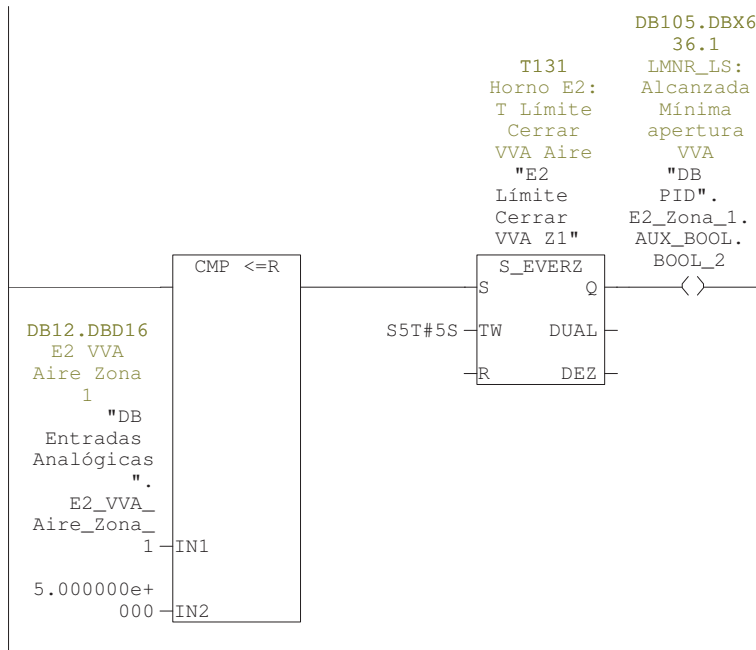 DB105.DBX6
36.1
LMNR_LS:
Alcanzada
Mínima
apertura
VVA
"DB
PID".
E2_Zona_1.
AUX_BOOL.
BOOL_2
T131
Horno E2:
T Límite
Cerrar
VVA Aire
"E2
Límite
Cerrar
VVA Z1"
CMP <=R
S_EVERZ
S Q
( )
S5T#5S TW DUAL
R DEZ
DB12.DBD16
E2 VVA
Aire Zona
1
"DB
Entradas
Analógicas
".
E2_VVA_
Aire_Zona_
1 IN1
5.000000e+
000 IN2